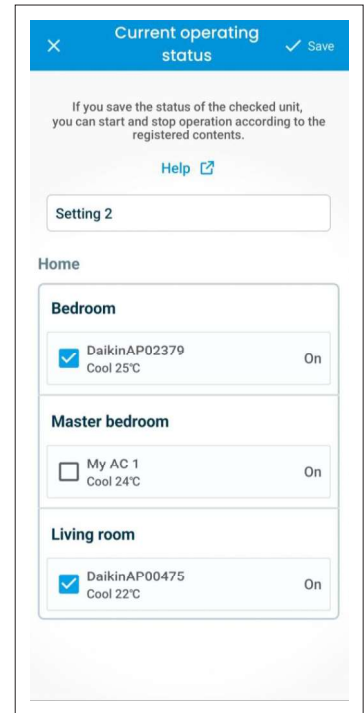 Current operating
status
Save
If you save the status of the checked unit,
you can start and stop operation according to the
registered contents.
Help
Setting 2
Home
Bedroom
DaikinAP02379
Cool 25℃
On
Master bedroom
My AC 1
Cool 24℃
On
Living room
DaikinAP00475
Cool 22℃
On